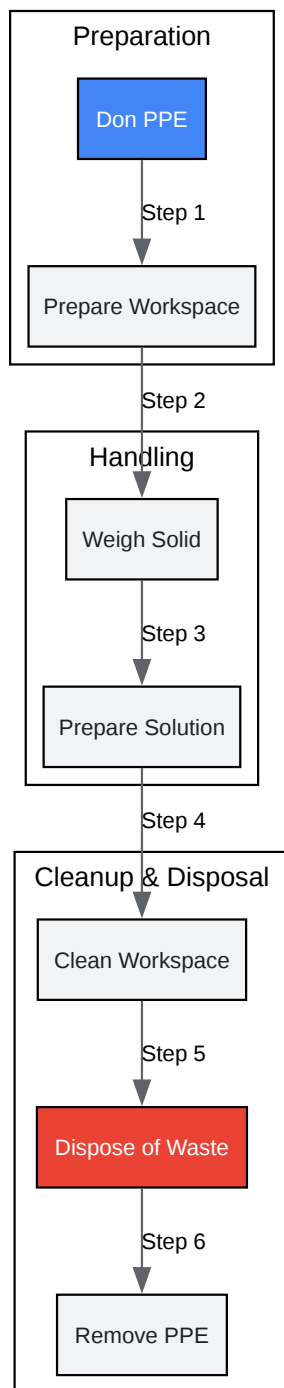 Preparation
Don PPE
Step 1
Prepare Workspace
Step 2
Handling
Weigh Solid
Step 3
Prepare Solution
Step 4
Cleanup & Disposal
Clean Workspace
Step 5
Dispose of Waste
Step 6
Remove PPE